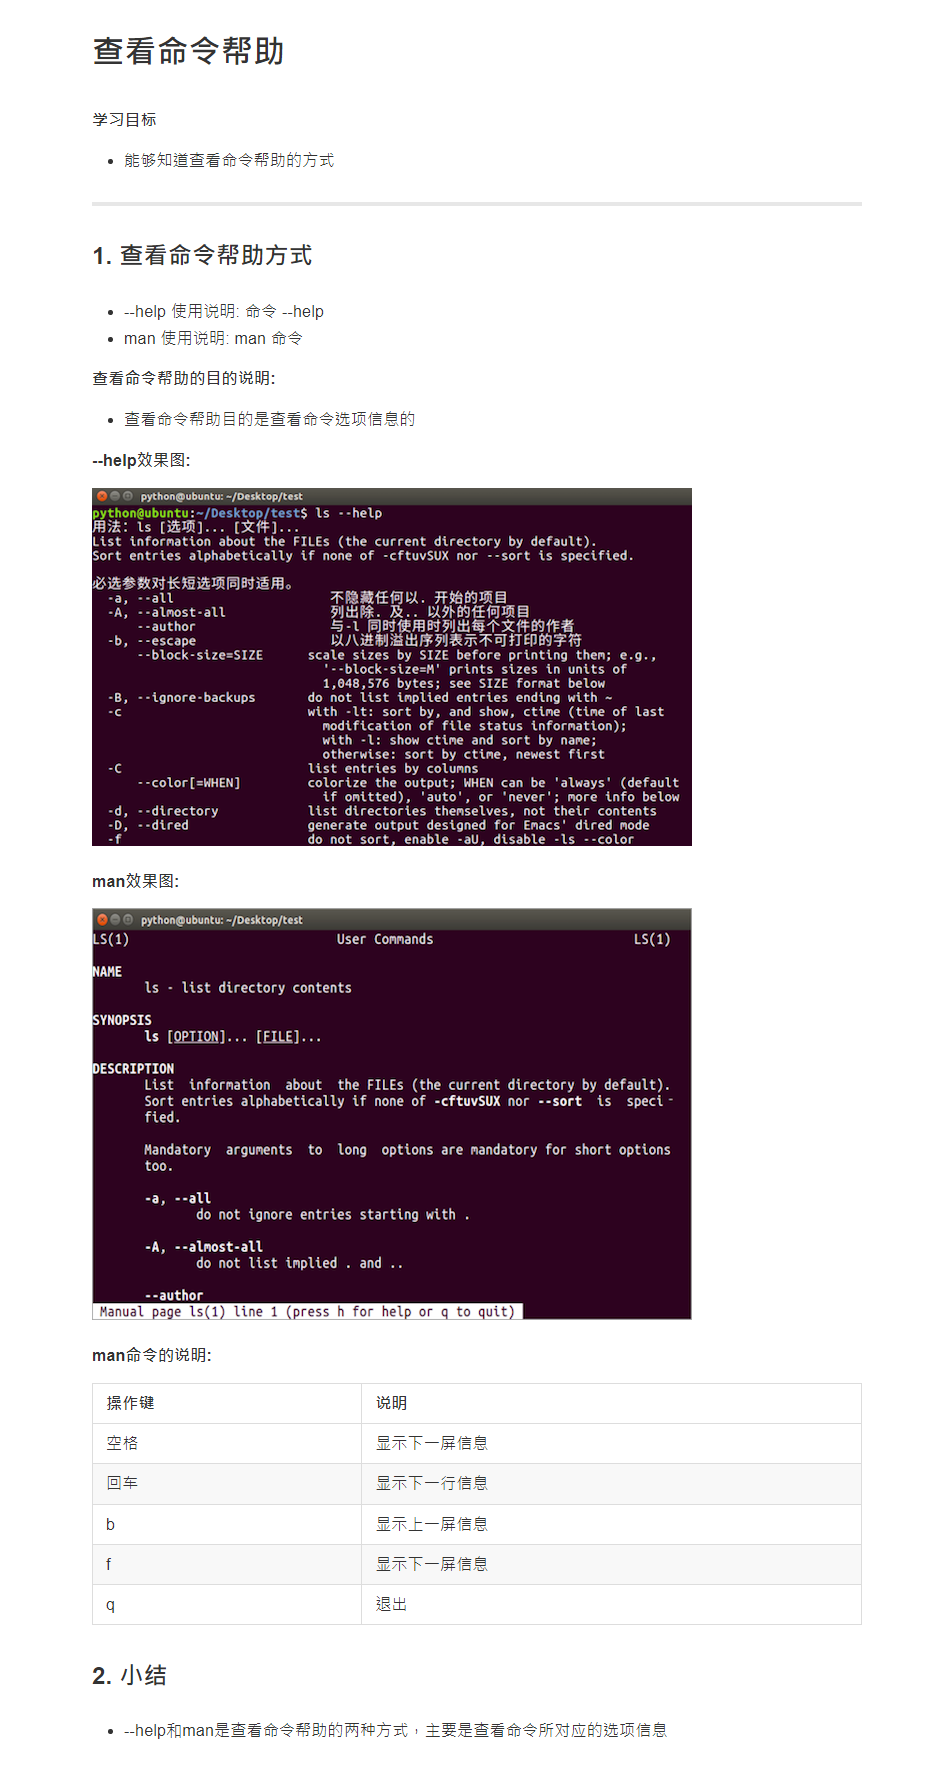 查看命令帮助
学习目标
• 能够知道查看命令帮助的方式
1. 查看命令帮助方式
• --help 使用说明: 命令 --help
• man 使用说明: man 命令
查看命令帮助的目的说明:
• 查看命令帮助目的是查看命令选项信息的
--help效果图:
python@ubuntu: ~/Desktop/test
python@ubuntu:~/Desktop/test$ ls --help
用法: ls [选项]... [文件]...
List information about the FILEs (the current directory by default).
Sort entries alphabetically if none of -cftuvSUX nor --sort is specified.
必选参数对长短选项同时适用。
-a, --all 不隐藏任何以. 开始的项目
-A, --almost-all 列出除. 及.. 以外的任何项目
--author 与-l 同时使用时列出每个文件的作者
-b, --escape 以八进制溢出序列表示不可打印的字符
--block-size=SIZE scale sizes by SIZE before printing them; e.g.,
'--block-size=M' prints sizes in units of
1,048,576 bytes; see SIZE format below
-B, --ignore-backups do not list implied entries ending with ~
-c with -lt: sort by, and show, ctime (time of last
modification of file status information);
with -l: show ctime and sort by name;
otherwise: sort by ctime, newest first
-C list entries by columns
--color[=WHEN] colorize the output; WHEN can be 'always' (default
if omitted), 'auto', or 'never'; more info below
-d, --directory list directories themselves, not their contents
-D, --dired generate output designed for Emacs' dired mode
-f do not sort, enable -aU, disable -ls --color
man效果图:
python@ubuntu: ~/Desktop/test
LS(1) User Commands LS(1)
NAME
ls - list directory contents
SYNOPSIS
ls [OPTION]... [FILE]...
DESCRIPTION
List information about the FILEs (the current directory by default).
Sort entries alphabetically if none of -cftuvSUX nor --sort is speci-
fied.
Mandatory arguments to long options are mandatory for short options
too.
-a, --all
do not ignore entries starting with .
-A, --almost-all
do not list implied . and ..
--author
Manual page ls(1) line 1 (press h for help or q to quit)
man命令的说明:
操作键 说明
空格 显示下一屏信息
回车 显示下一行信息
b 显示上一屏信息
f 显示下一屏信息
q 退出
2. 小结
• --help和man是查看命令帮助的两种方式，主要是查看命令所对应的选项信息